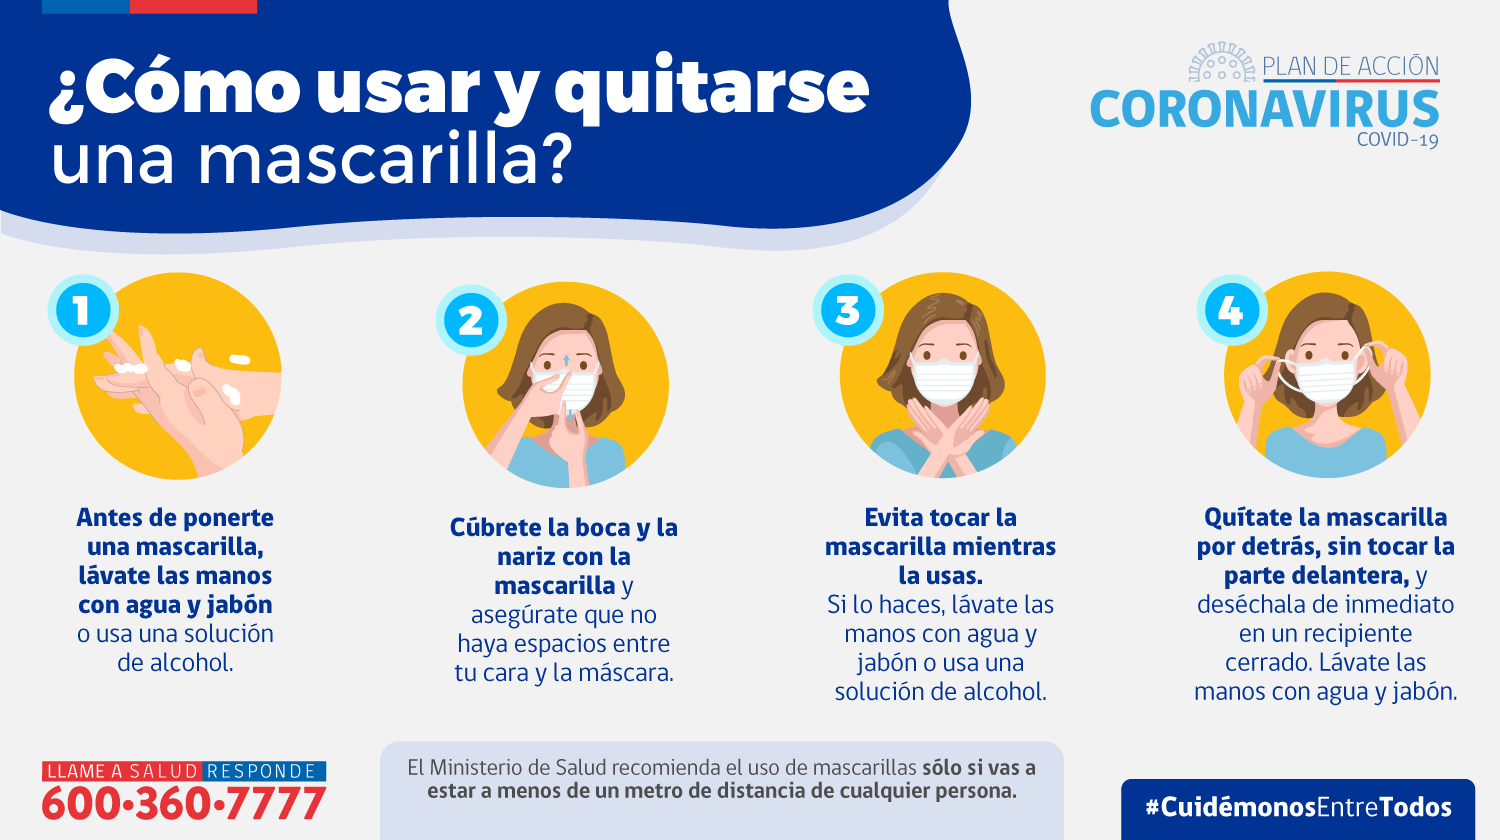 ¿Cómo usar y quitarse
una mascarilla?
PLAN DE ACCIÓN
CORONAVIRUS
COVID-19
1
Antes de ponerte
una mascarilla,
lávate las manos
con agua y jabón
o usa una solución
de alcohol.
2
Cúbrete la boca y la
nariz con la
mascarilla y
asegúrate que no
haya espacios entre
tu cara y la máscara.
3
Evita tocar la
mascarilla mientras
la usas.
Si lo haces, lávate las
manos con agua y
jabón o usa una
solución de alcohol.
4
Quítate la mascarilla
por detrás, sin tocar la
parte delantera, y
deséchala de inmediato
en un recipiente
cerrado. Lávate las
manos con agua y jabón.
LLAME A SALUD RESPONDE
600•360•7777
El Ministerio de Salud recomienda el uso de mascarillas sólo si vas a
estar a menos de un metro de distancia de cualquier persona.
#CuidémonosEntreTodos